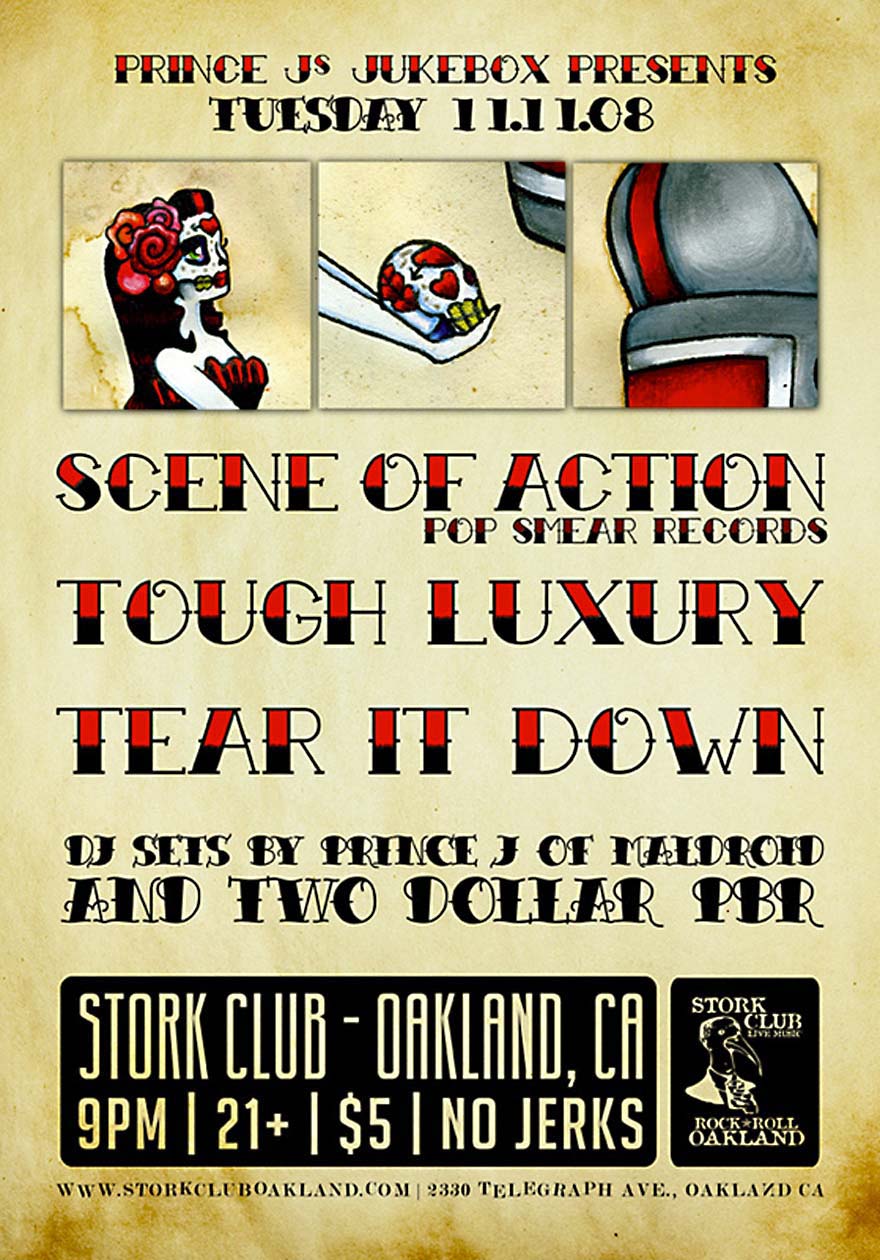 PRINCE Js JUKEBOX PRESENTS
TUESDAY 11.11.08
SCENE OF ACTION
POP SMEAR RECORDS
TOUGH LUXURY
TEAR IT DOWN
DJ SETS BY PRINCE J OF MALDROID
AND TWO DOLLAR PBR
STORK CLUB - OAKLAND, CA
9PM | 21+ | $5 | NO JERKS
STORK
CLUB
LIVE MUSIC
ROCK★ROLL
OAKLAND
WWW.STORKCLUBOAKLAND.COM | 2330 TELEGRAPH AVE., OAKLAND CA